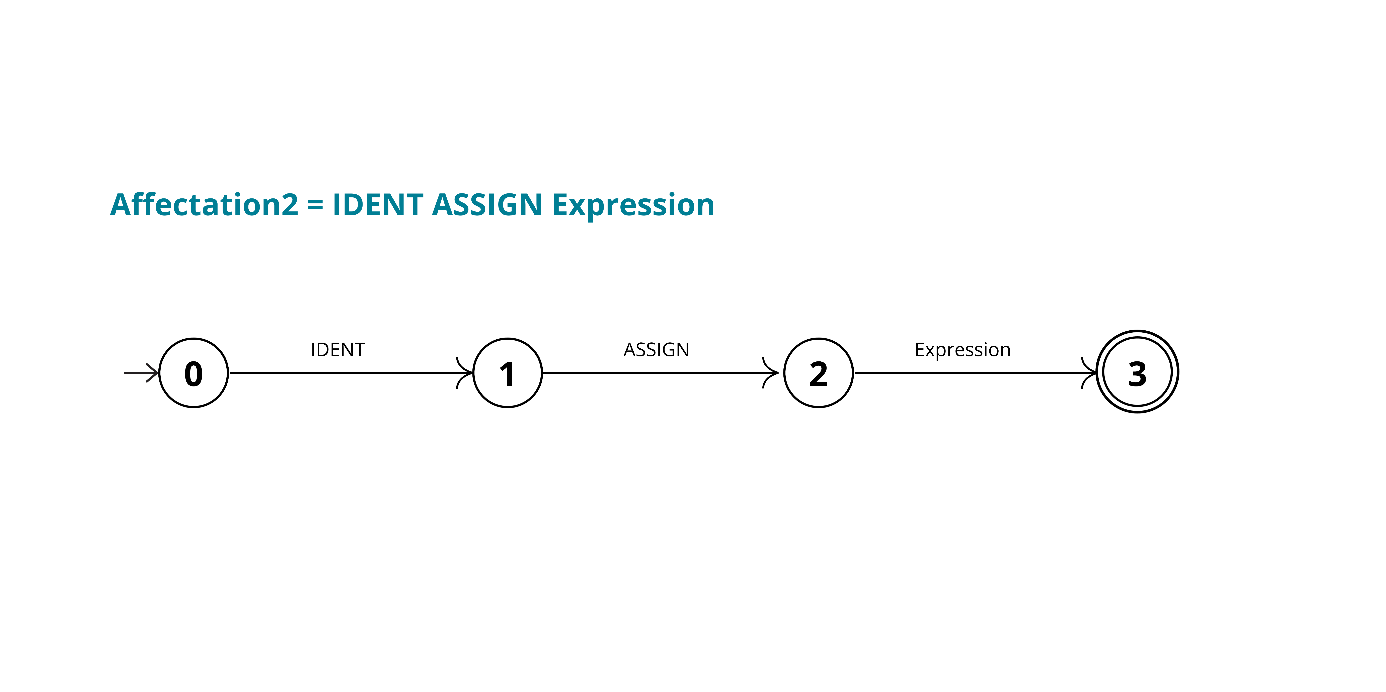 Affectation2 = IDENT ASSIGN Expression
IDENT ASSIGN Expression
0 1 2 3